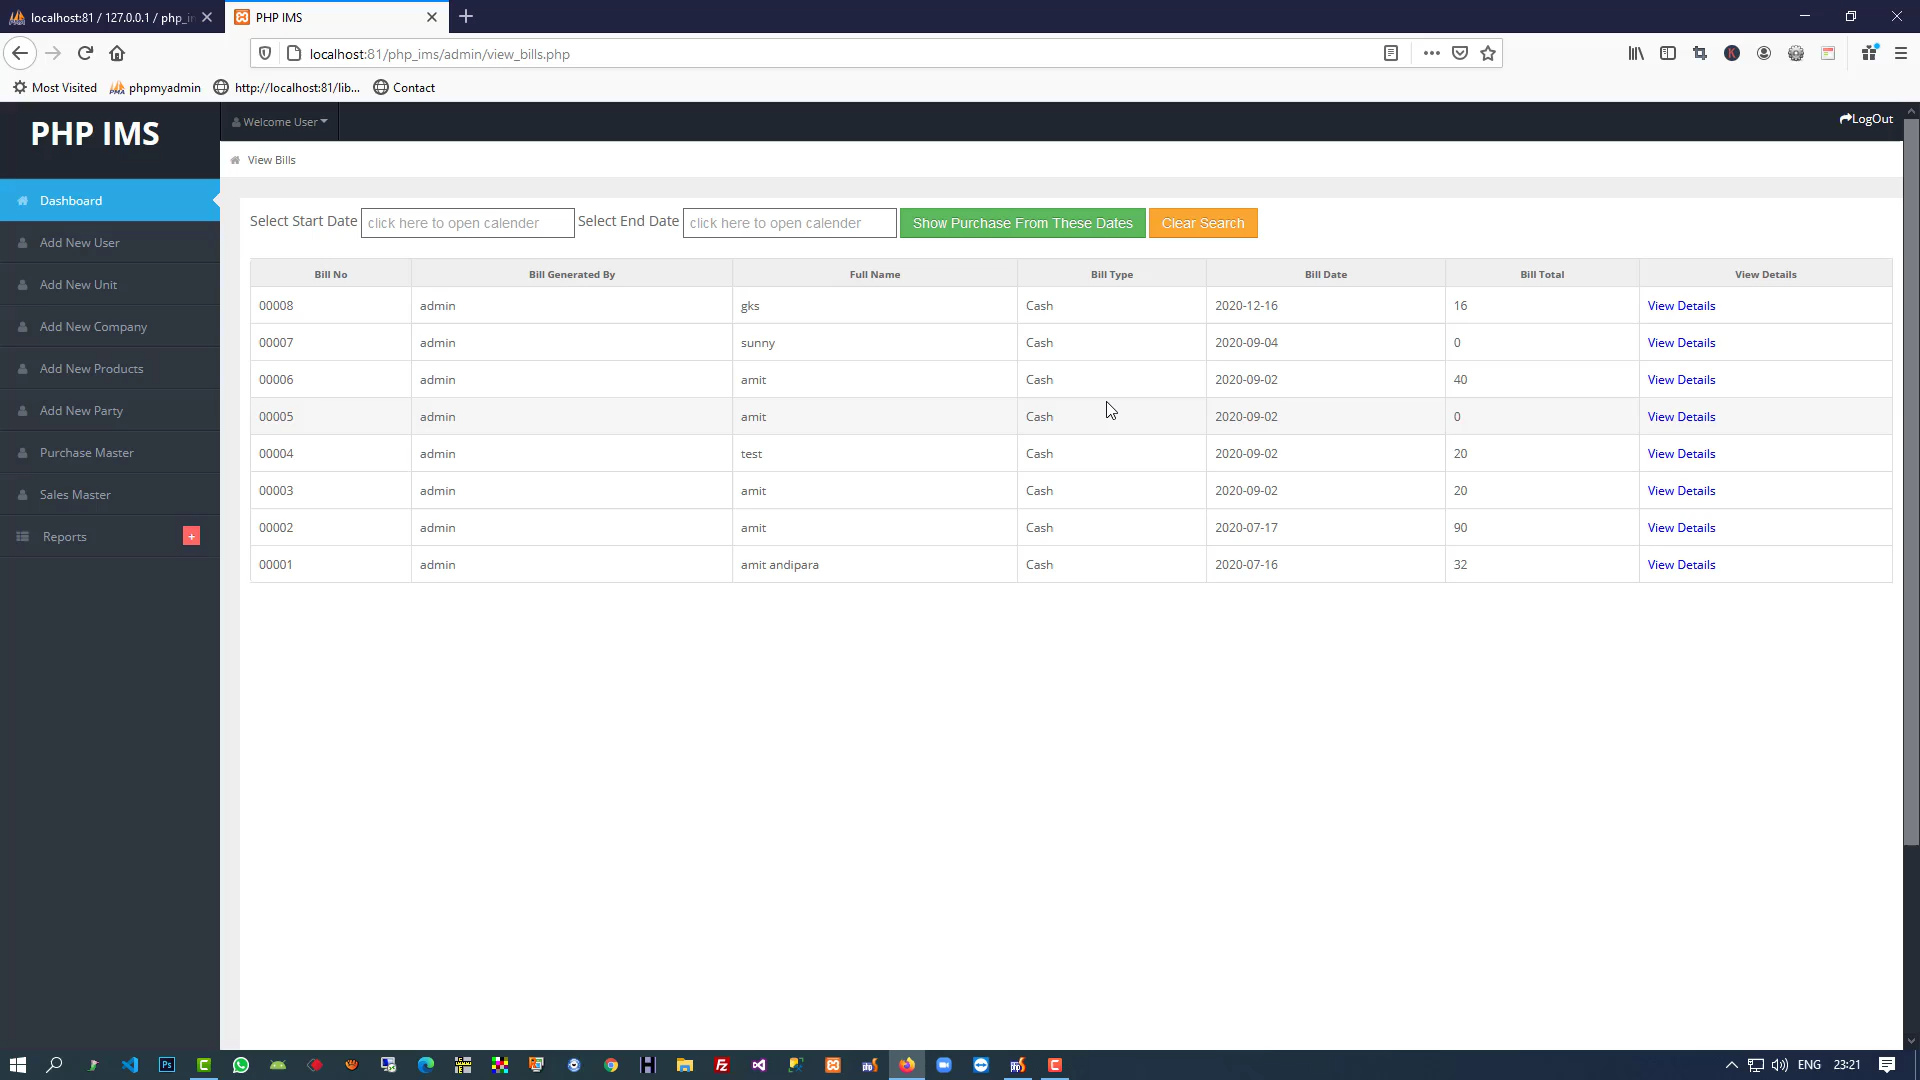 localhost:81 / 127.0.0.1 / php_i
PHP IMS
localhost:81/php_ims/admin/view_bills.php
Most Visited
phpmyadmin
http://localhost:81/lib...
Contact
PHP IMS
Welcome User
LogOut
View Bills
Dashboard
Add New User
Add New Unit
Add New Company
Add New Products
Add New Party
Purchase Master
Sales Master
Reports +
Select Start Date click here to open calender Select End Date click here to open calender Show Purchase From These Dates Clear Search
Bill No Bill Generated By Full Name Bill Type Bill Date Bill Total View Details
00008 admin gks Cash 2020-12-16 16 View Details
00007 admin sunny Cash 2020-09-04 0 View Details
00006 admin amit Cash 2020-09-02 40 View Details
00005 admin amit Cash 2020-09-02 0 View Details
00004 admin test Cash 2020-09-02 20 View Details
00003 admin amit Cash 2020-09-02 20 View Details
00002 admin amit Cash 2020-07-17 90 View Details
00001 admin amit andipara Cash 2020-07-16 32 View Details
ENG 23:21